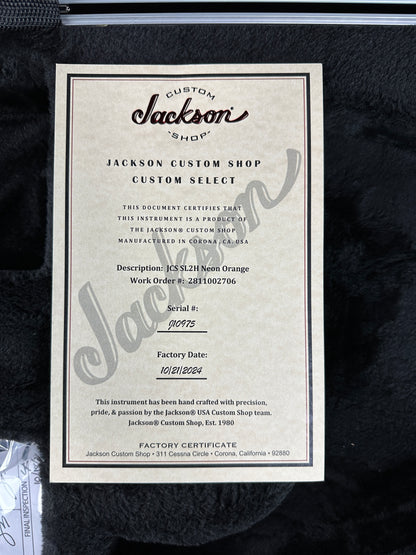 CUSTOM
Jackson®
-SHOP-
JACKSON CUSTOM SHOP
CUSTOM SELECT
THIS DOCUMENT CERTIFIES THAT
THIS INSTRUMENT IS A PRODUCT OF
THE JACKSON® CUSTOM SHOP
MANUFACTURED IN CORONA, CA. USA
Jackson
Description: JCS SL2H Neon Orange
Work Order #: 2811002706
Serial #:
J10975
Factory Date:
10/21/2024
This instrument has been hand crafted with precision,
pride, & passion by the Jackson® USA Custom Shop team.
Jackson® Custom Shop, Est. 1980
FACTORY CERTIFICATE
Jackson Custom Shop • 311 Cessna Circle • Corona, California • 92880
FINAL INSPECTION